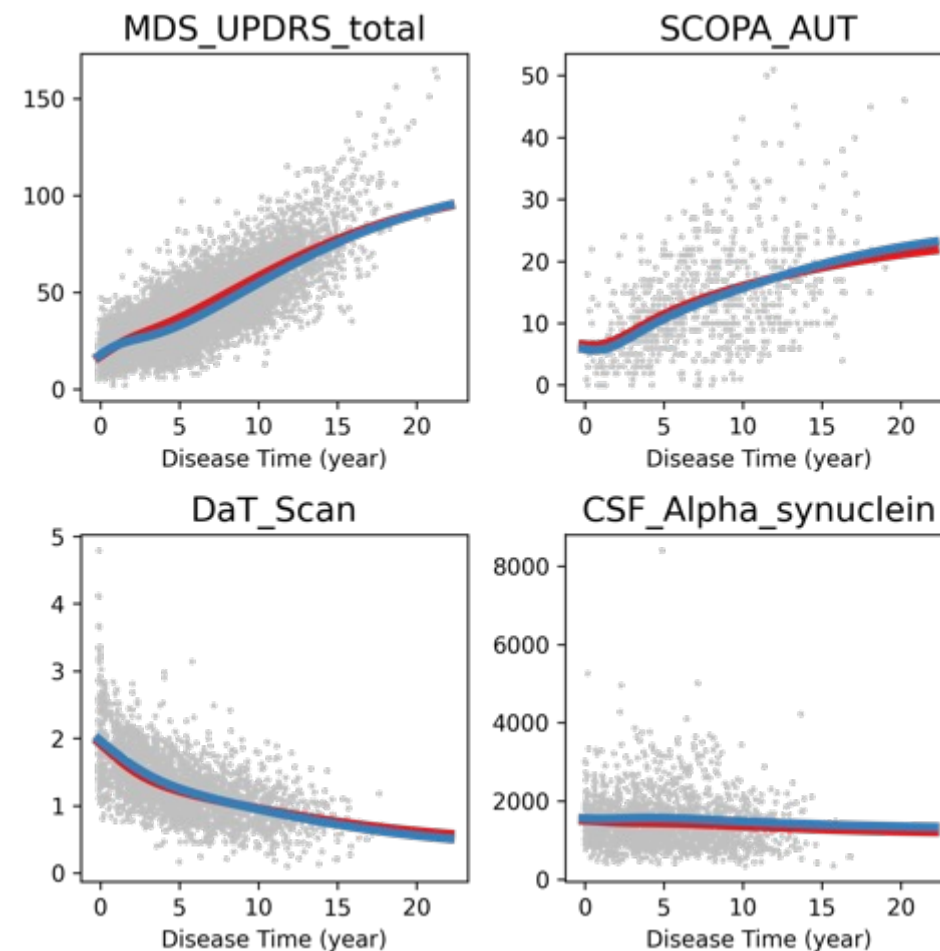 MDS_UPDRS_total
150
100
50
0
0 5 10 15 20
Disease Time (year)
SCOPA_AUT
50
40
30
20
10
0
0 5 10 15 20
Disease Time (year)
DaT_Scan
5
4
3
2
1
0
0 5 10 15 20
Disease Time (year)
CSF_Alpha_synuclein
8000
6000
4000
2000
0
0 5 10 15 20
Disease Time (year)